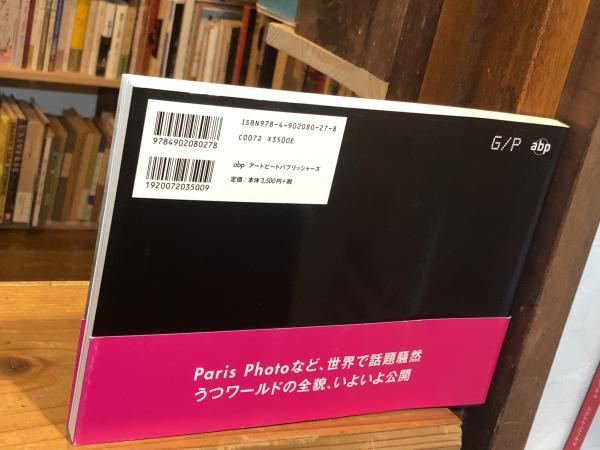 ISBN978-4-902080-27-8
C0072 ¥3500E
9784902080278
abp アートビートパブリッシャーズ
定価：本体3,500円+税
1920072035009
G/P abp
Paris Photoなど、世界で話題騒然
うつワールドの全貌、いよいよ公開